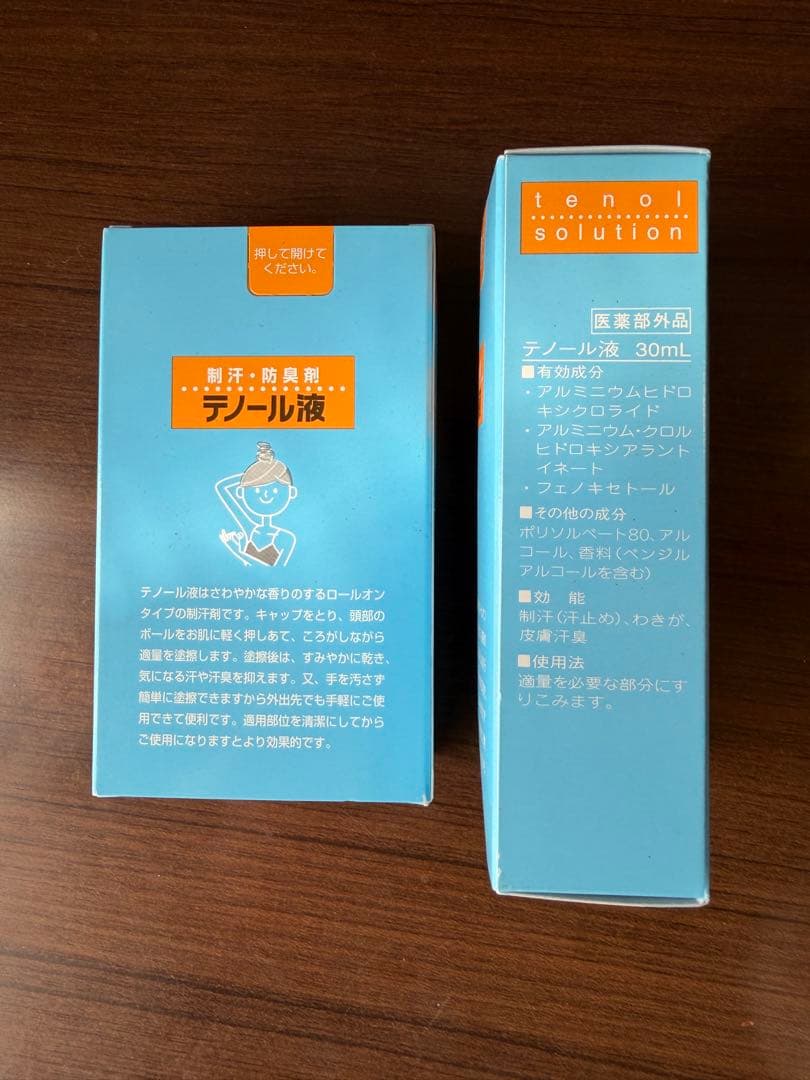 押して開けて
ください。
制汗・防臭剤
テノール液
テノール液はさわやかな香りのするロールオン
タイプの制汗剤です。キャップをとり、頭部の
ボールをお肌に軽く押しあて、ころがしながら
適量を塗擦します。塗擦後は、すみやかに乾き、
気になる汗や汗臭を抑えます。又、手を汚さず
簡単に塗擦できますから外出先でも手軽にご使
用できて便利です。適用部位を清潔にしてから
ご使用になりますとより効果的です。
tenol
solution
医薬部外品
テノール液 30mL
■有効成分
・アルミニウムヒドロ
キシクロライド
・アルミニウム・クロル
ヒドロキシアラント
イネート
・フェノキセトール
■その他の成分
ポリソルベート80、アル
コール、香料(ベンジル
アルコールを含む)
■効 能
制汗(汗止め)、わきが、
皮膚汗臭
■使用法
適量を必要な部分にす
りこみます。